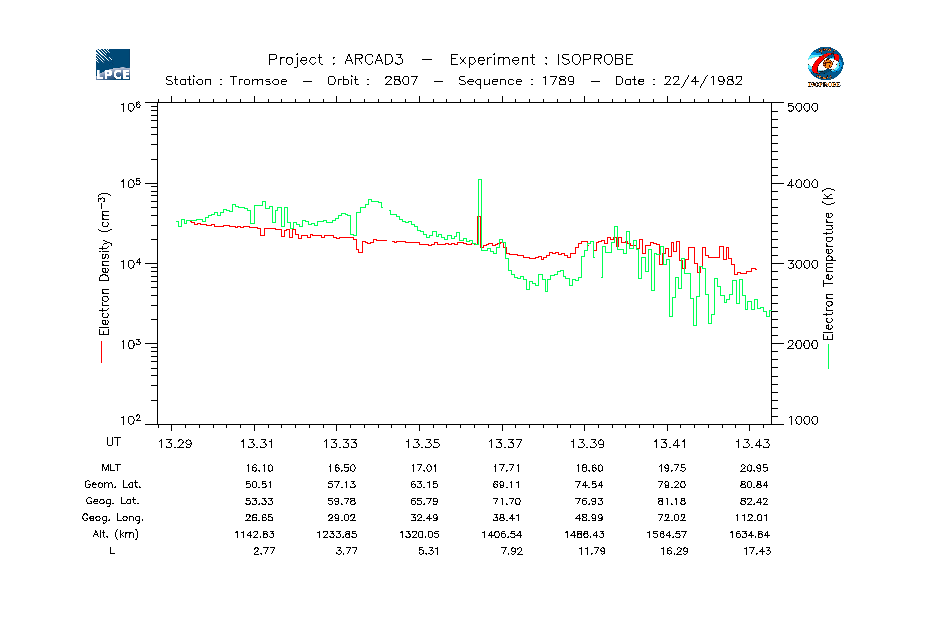 LPCE
Project : ARCAD3 — Experiment : ISOPROBE
ISOPROBE
Station : Tromsoe — Orbit : 2807 — Sequence : 1789 — Date : 22/4/1982
10⁶ 5000
10⁵ 4000
10⁴ 3000
10³ 2000
10² 1000
Electron Density (cm⁻³)
Electron Temperature (K)
UT 13.29 13.31 13.33 13.35 13.37 13.39 13.41 13.43
MLT 16.10 16.50 17.01 17.71 18.60 19.75 20.95
Geom. Lat. 50.51 57.13 63.15 69.11 74.54 79.20 80.84
Geog. Lat. 53.33 59.78 65.79 71.70 76.93 81.18 82.42
Geog. Long. 26.65 29.02 32.49 38.41 48.99 72.02 112.01
Alt. (km) 1142.83 1233.85 1320.05 1406.54 1486.43 1564.57 1634.84
L 2.77 3.77 5.31 7.92 11.79 16.29 17.43